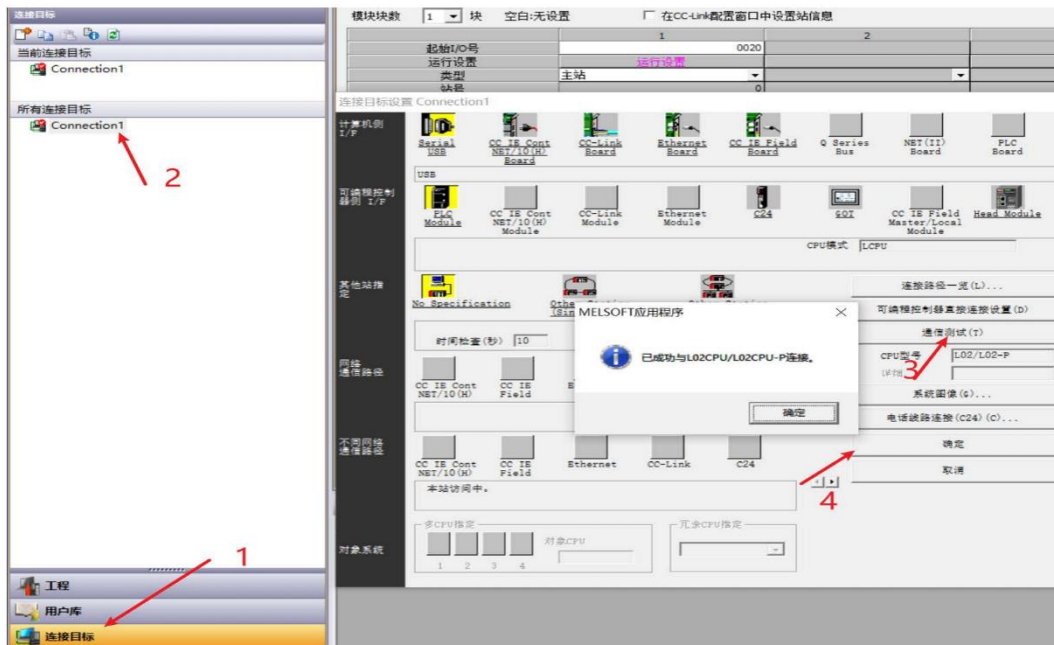 连接目标
当前连接目标
Connection1
所有连接目标
Connection1
2
1
工程
用户库
连接目标
模块块数 1 块 空白:无设置 在CC-Link配置窗口中设置站信息
1 2
起始I/O号 0020
运行设置 运行设置
类型 主站
站号 0
连接目标设置 Connection1
计算机侧 I/F
Serial USB
CC IE Cont NET/10(H) Board
CC-Link Board
Ethernet Board
CC IE Field Board
Q Series Bus
NET(II) Board
PLC Board
USB
可编程控制器侧 I/F
PLC Module
CC IE Cont NET/10(H) Module
CC-Link Module
Ethernet Module
C24
GOT
CC IE Field Master/Local Module
Head Module
CPU模式 LCPU
其他站指定
No Specification
时间检查(秒) 10
MELSOFT应用程序
已成功与L02CPU/L02CPU-P连接。
确定
连接路径一览(L)...
可编程控制器直接连接设置(D)
通信测试(T)
CPU型号 L02/L02-P
3
系统图像(G)...
电话线路连接(C24)(C)...
确定
取消
4
网络通信路径
CC IE Cont NET/10(H)
CC IE Field
不同网络通信路径
CC IE Cont NET/10(H)
CC IE Field
Ethernet
CC-Link
C24
本站访问中。
对象系统
多CPU指定
1 2 3 4
对象CPU
冗余CPU指定